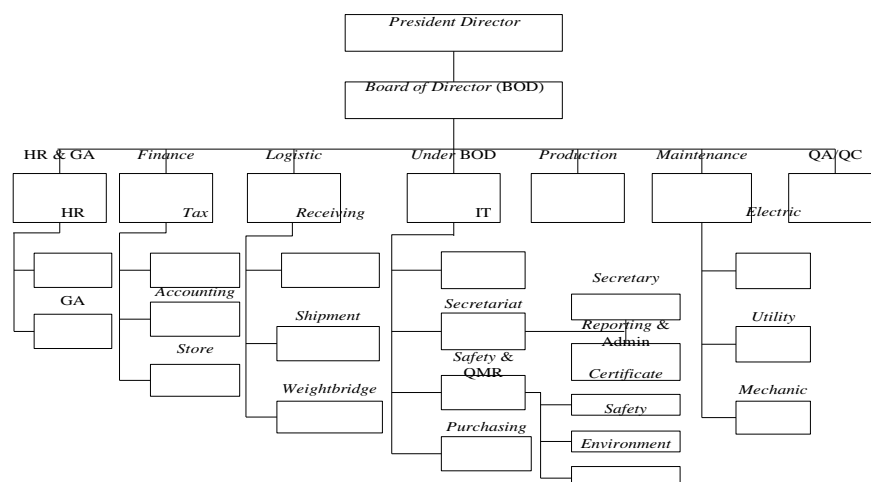 President Director
Board of Director (BOD)
HR & GA
Finance
Logistic
Under BOD
Production
Maintenance
QA/QC
HR
Tax
Receiving
IT
Electric
Secretary
GA
Accounting
Secretariat
Shipment
Reporting &
Admin
Utility
Store
Safety &
QMR
Certificate
Weightbridge
Mechanic
Safety
Purchasing
Environment